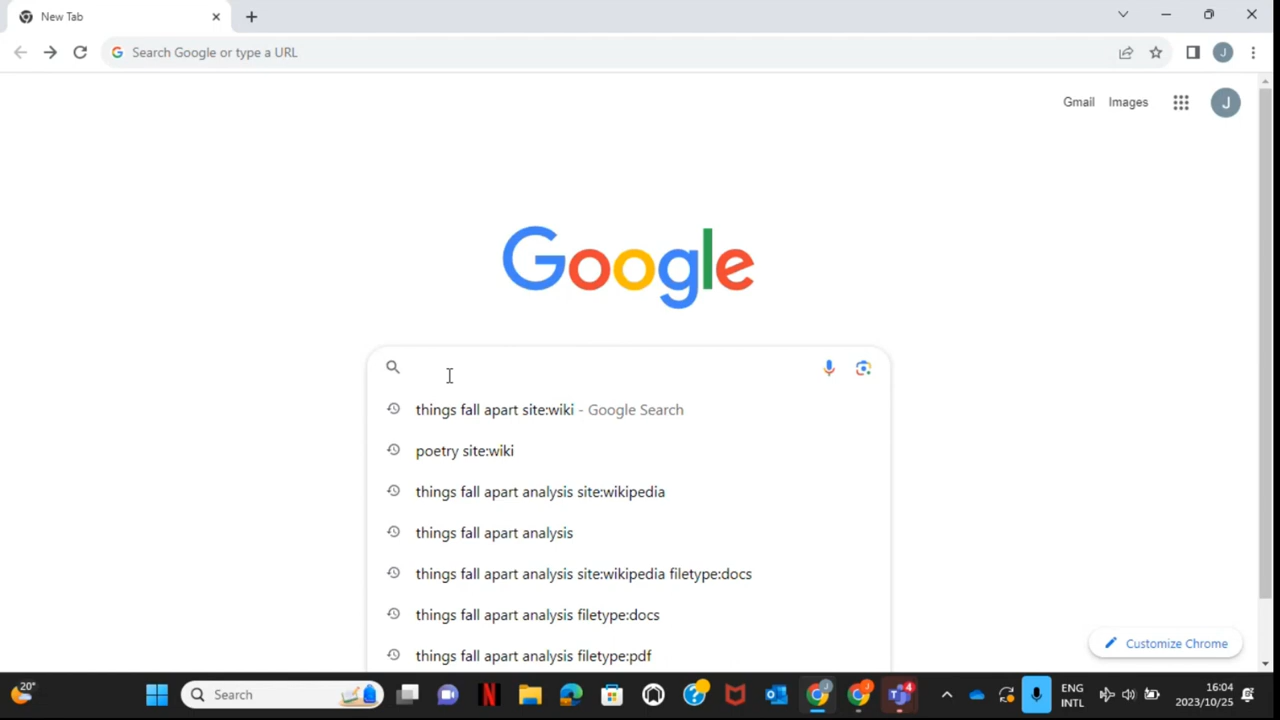 New Tab
Search Google or type a URL
J
Gmail Images
J
Google
things fall apart site:wiki - Google Search
poetry site:wiki
things fall apart analysis site:wikipedia
things fall apart analysis
things fall apart analysis site:wikipedia filetype:docs
things fall apart analysis filetype:docs
things fall apart analysis filetype:pdf
Customize Chrome
20°
Search
N
J
4
ENG
INTL
16:04
2023/10/25